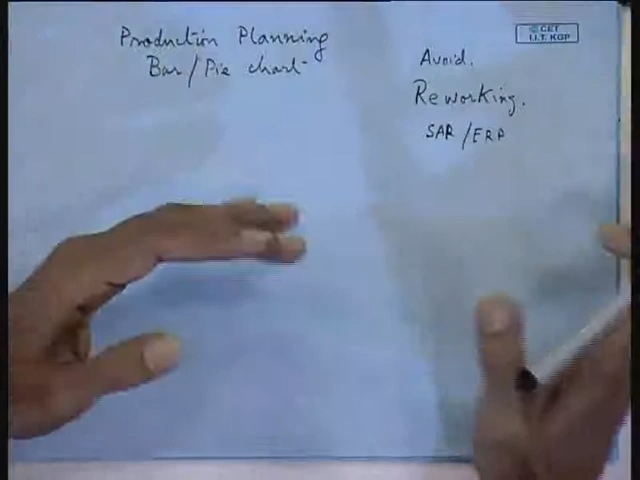 Production Planning
Bar/Pie chart
Avoid.
Reworking.
SAR/ERP
© CET
I.I.T. KGP